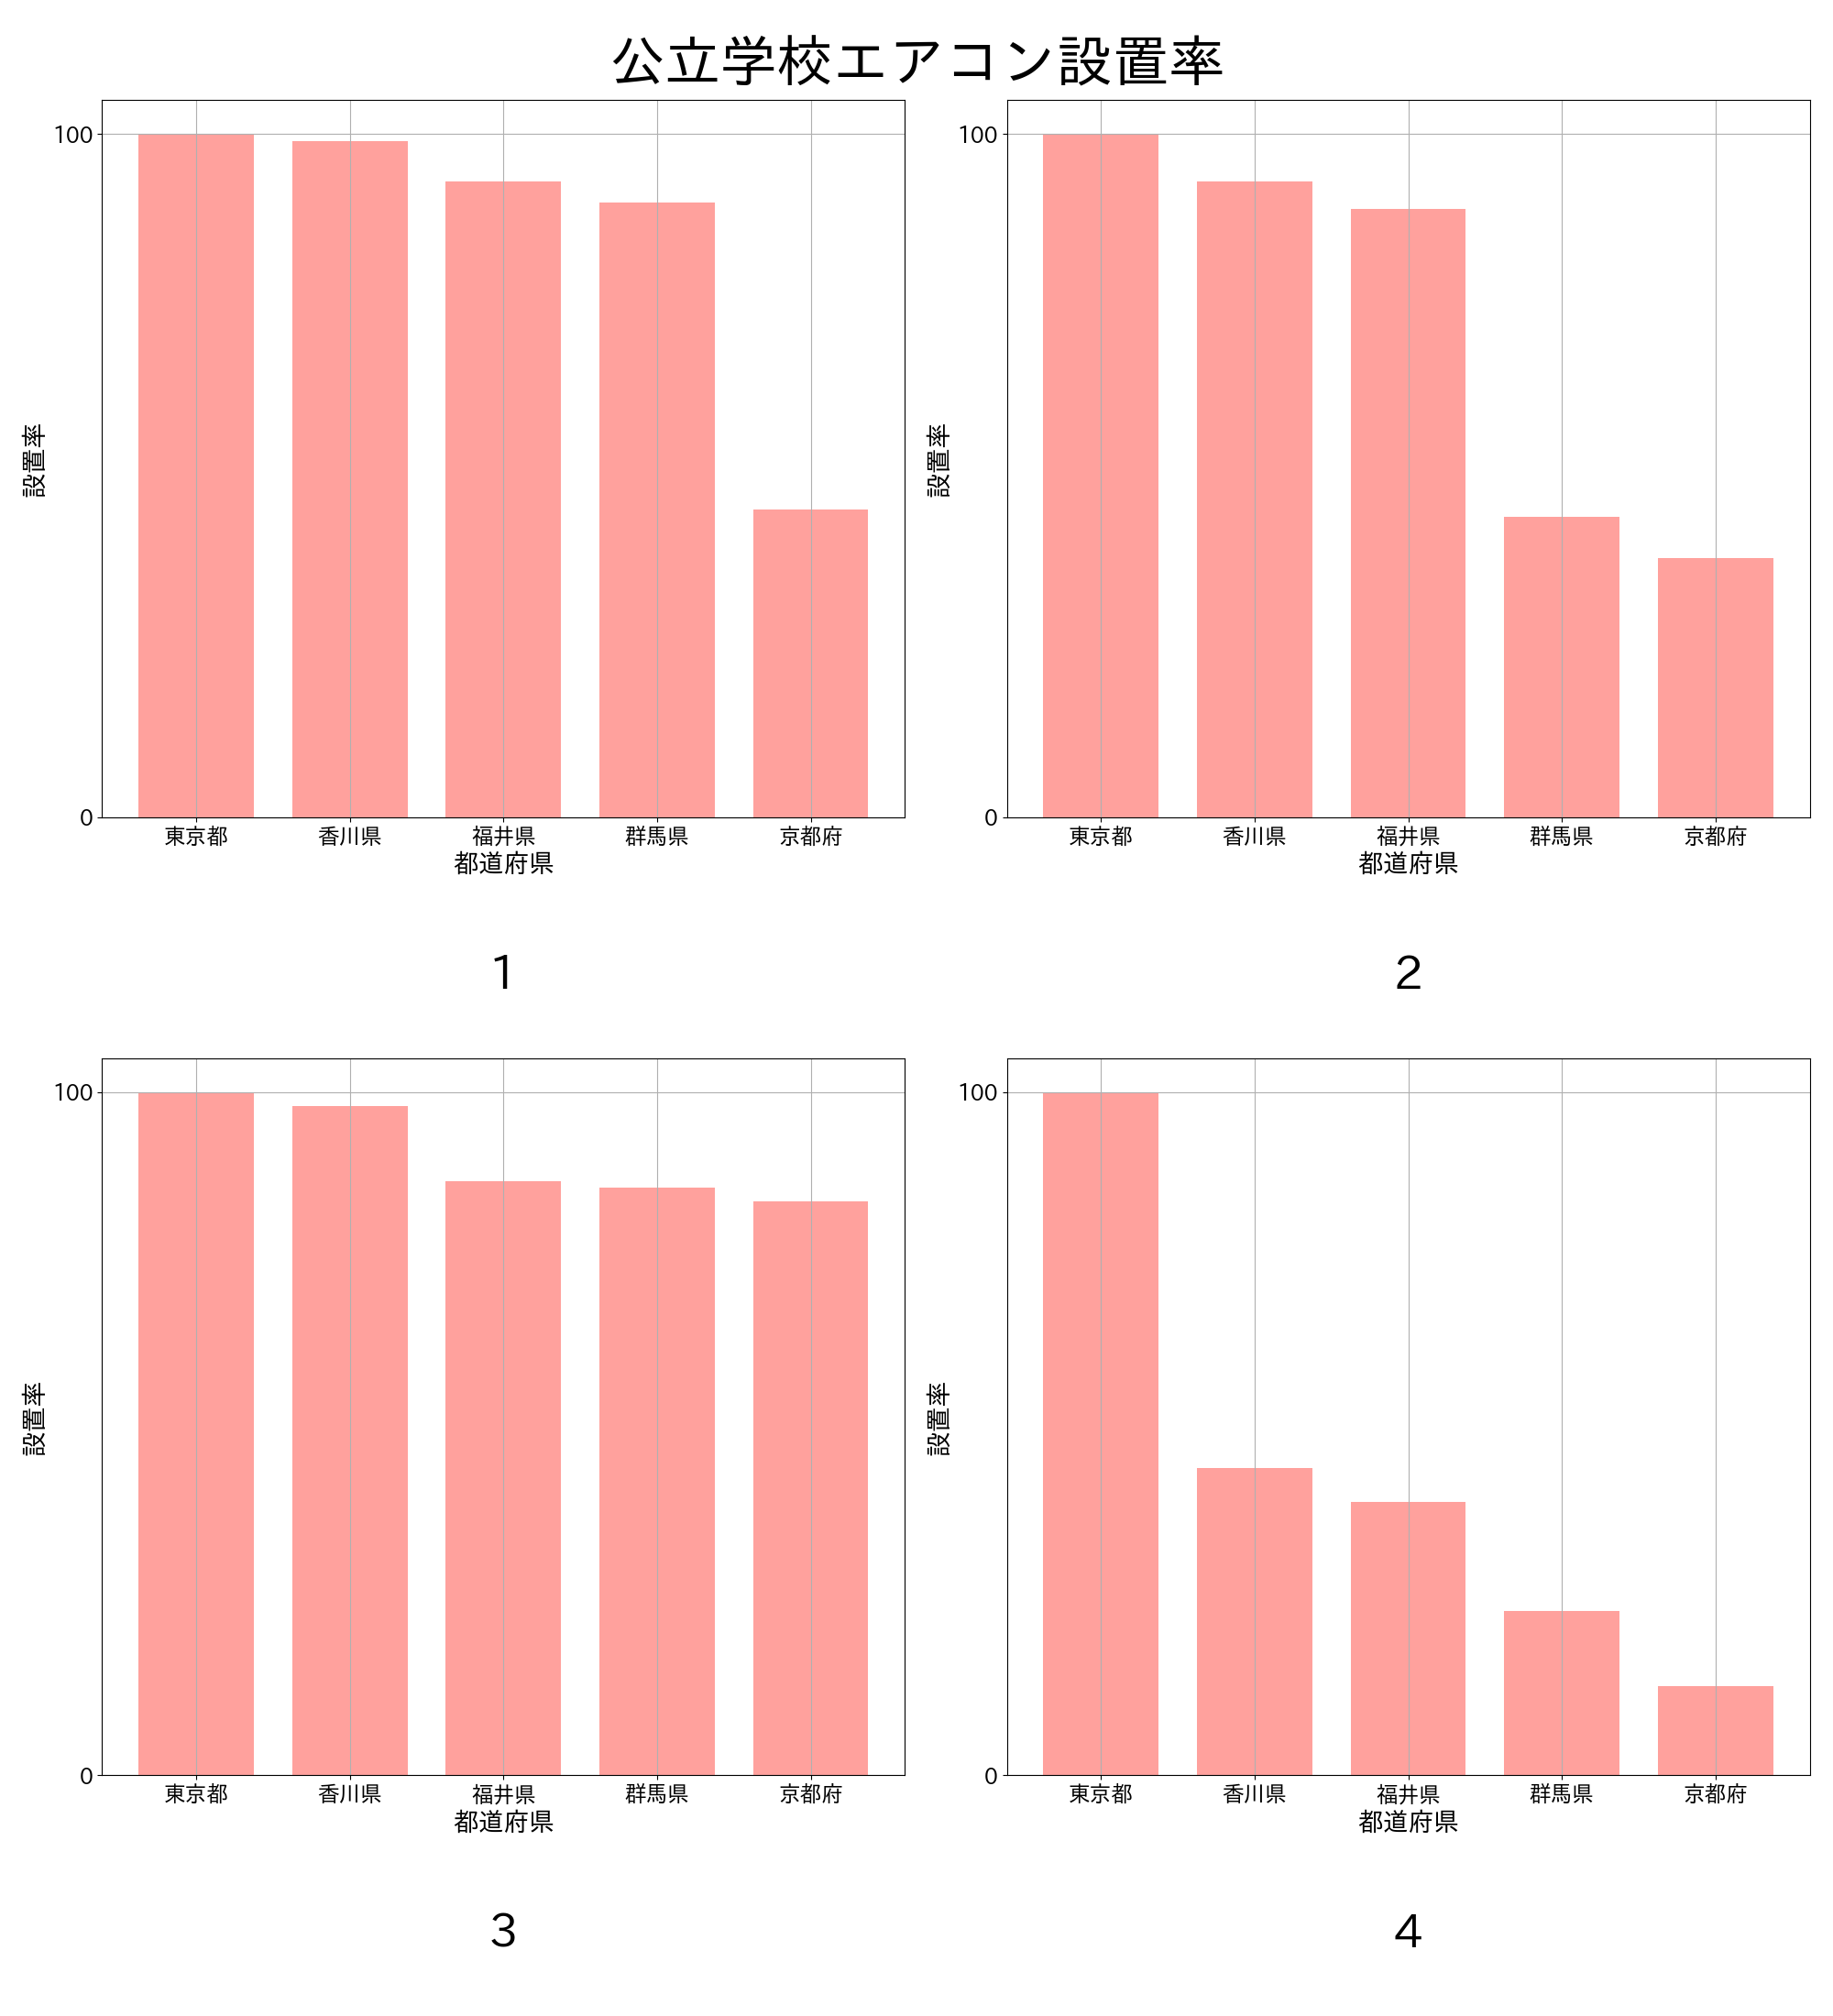 公立学校エアコン設置率
100
0
設置率
東京都 香川県 福井県 群馬県 京都府
都道府県
1
100
0
設置率
東京都 香川県 福井県 群馬県 京都府
都道府県
2
100
0
設置率
東京都 香川県 福井県 群馬県 京都府
都道府県
3
100
0
設置率
東京都 香川県 福井県 群馬県 京都府
都道府県
4